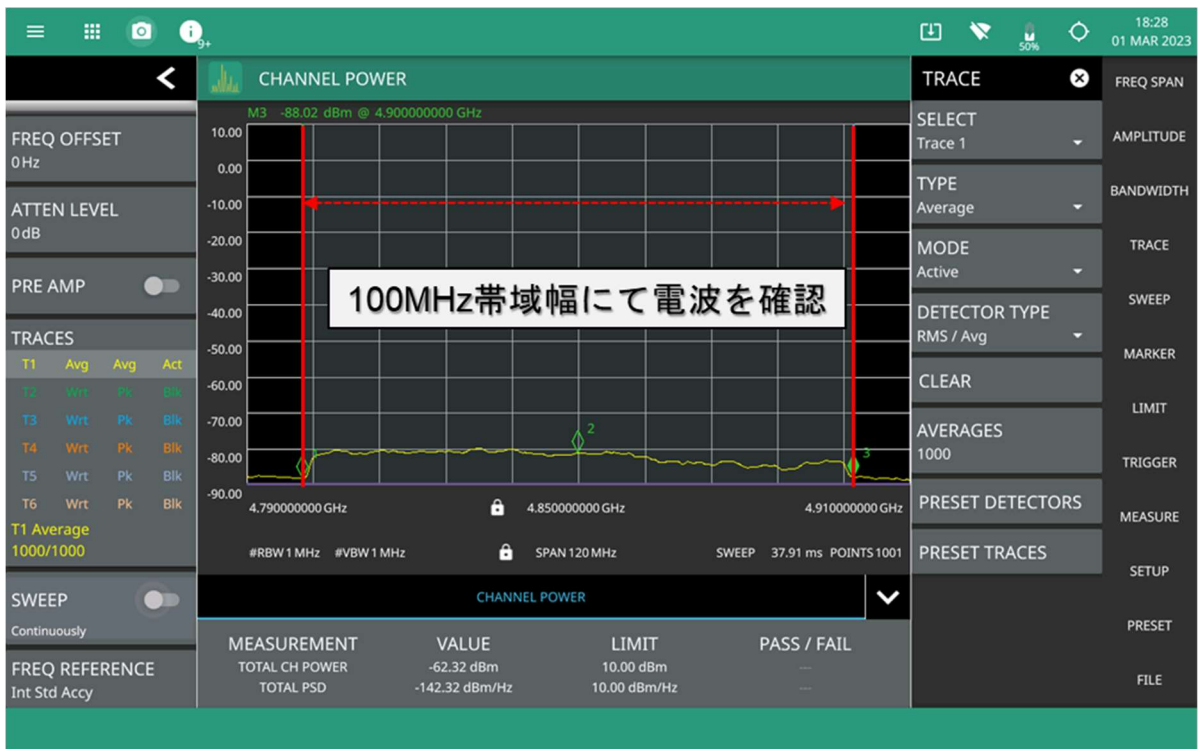 9+
50%
18:28
01 MAR 2023
CHANNEL POWER
M3 -88.02 dBm @ 4.900000000 GHz
FREQ OFFSET
0 Hz
ATTEN LEVEL
0 dB
PRE AMP
TRACES
T1 Avg Avg Act
T2 Wrt Pk Blk
T3 Wrt Pk Blk
T4 Wrt Pk Blk
T5 Wrt Pk Blk
T6 Wrt Pk Blk
T1 Average
1000/1000
SWEEP
Continuously
FREQ REFERENCE
Int Std Accy
10.00
0.00
-10.00
-20.00
-30.00
-40.00
-50.00
-60.00
-70.00
-80.00
-90.00
100MHz帯域幅にて電波を確認
2
3
4.790000000 GHz 4.850000000 GHz 4.910000000 GHz
#RBW 1 MHz #VBW 1 MHz SPAN 120 MHz SWEEP 37.91 ms POINTS 1001
CHANNEL POWER
MEASUREMENT VALUE LIMIT PASS / FAIL
TOTAL CH POWER -62.32 dBm 10.00 dBm ---
TOTAL PSD -142.32 dBm/Hz 10.00 dBm/Hz ---
TRACE
SELECT
Trace 1
TYPE
Average
MODE
Active
DETECTOR TYPE
RMS / Avg
CLEAR
AVERAGES
1000
PRESET DETECTORS
PRESET TRACES
FREQ SPAN
AMPLITUDE
BANDWIDTH
TRACE
SWEEP
MARKER
LIMIT
TRIGGER
MEASURE
SETUP
PRESET
FILE